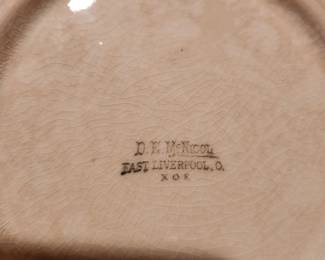 D. E. McNICOL
EAST LIVERPOOL, O.